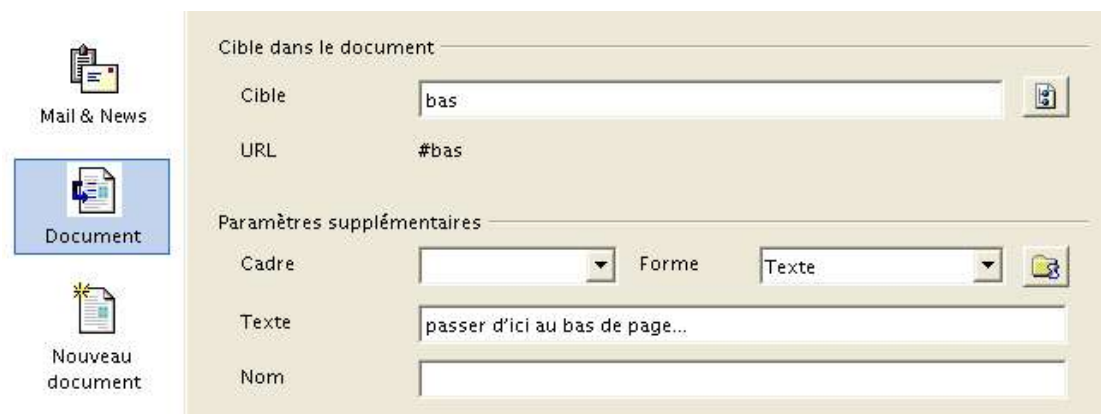 Mail & News
Document
Nouveau
document
Cible dans le document
Cible bas
URL #bas
Paramètres supplémentaires
Cadre Forme Texte
Texte passer d'ici au bas de page...
Nom